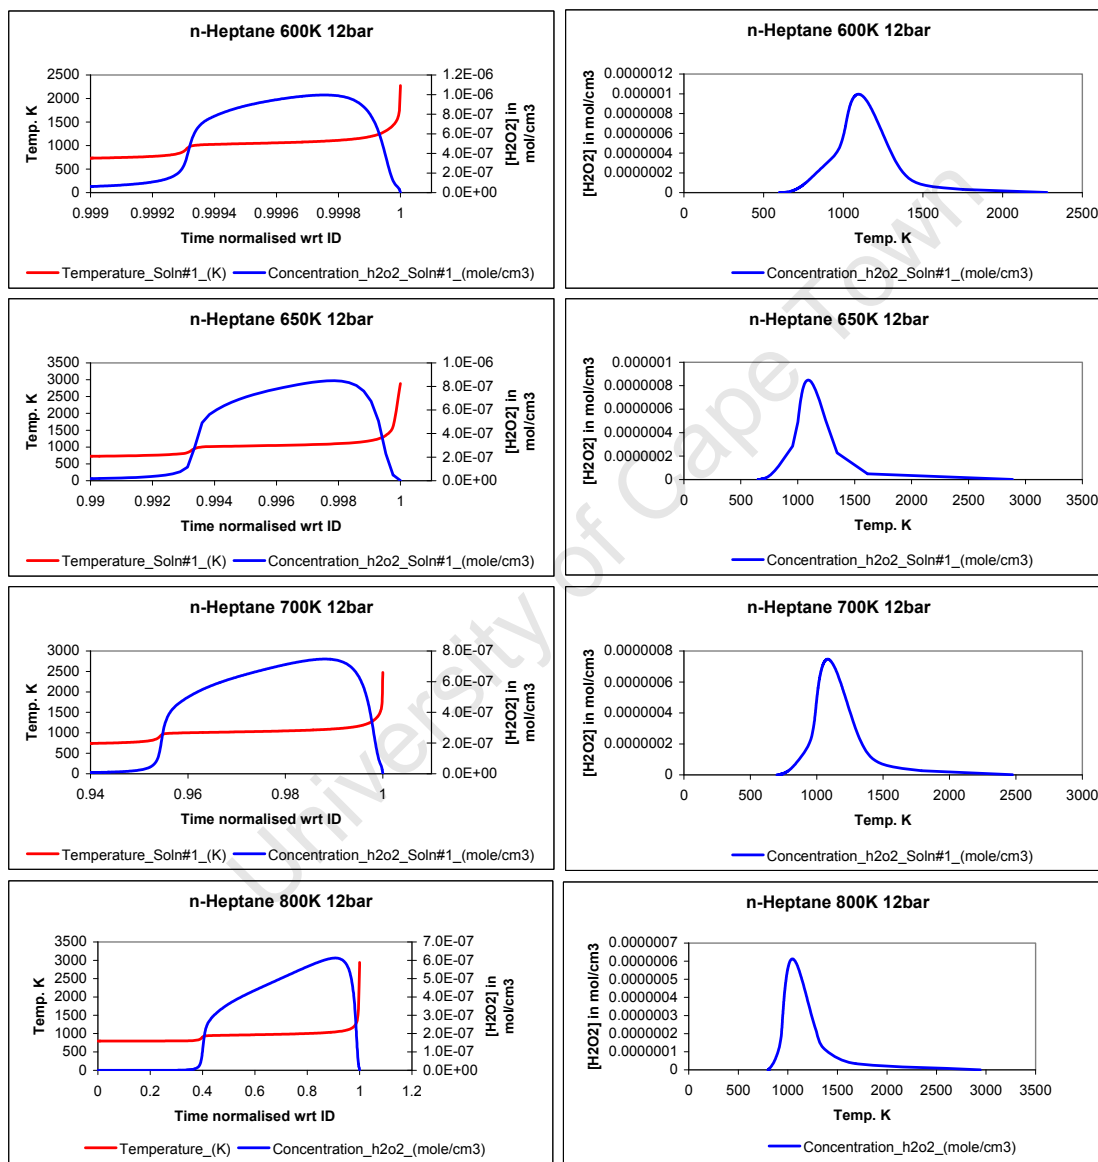 n-Heptane 600K 12bar
Temp. K
2500
2000
1500
1000
500
0
1.2E-06
1.0E-06
8.0E-07
6.0E-07
4.0E-07
2.0E-07
0.0E+00
[H2O2] in
mol/cm3
0.999 0.9992 0.9994 0.9996 0.9998 1
Time normalised wrt ID
Temperature_Soln#1_(K) Concentration_h2o2_Soln#1_(mole/cm3)
n-Heptane 600K 12bar
[H2O2] in mol/cm3
0.0000012
0.000001
0.0000008
0.0000006
0.0000004
0.0000002
0
0 500 1000 1500 2000 2500
Temp. K
Concentration_h2o2_Soln#1_(mole/cm3)
n-Heptane 650K 12bar
Temp. K
3500
3000
2500
2000
1500
1000
500
0
1.0E-06
8.0E-07
6.0E-07
4.0E-07
2.0E-07
0.0E+00
[H2O2] in
mol/cm3
0.99 0.992 0.994 0.996 0.998 1
Time normalised wrt ID
Temperature_Soln#1_(K) Concentration_h2o2_Soln#1_(mole/cm3)
n-Heptane 650K 12bar
[H2O2] in mol/cm3
0.000001
0.0000008
0.0000006
0.0000004
0.0000002
0
0 500 1000 1500 2000 2500 3000 3500
Temp. K
Concentration_h2o2_Soln#1_(mole/cm3)
n-Heptane 700K 12bar
Temp. K
3000
2500
2000
1500
1000
500
0
8.0E-07
6.0E-07
4.0E-07
2.0E-07
0.0E+00
[H2O2] in
mol/cm3
0.94 0.96 0.98 1
Time normalised wrt ID
Temperature_Soln#1_(K) Concentration_h2o2_Soln#1_(mole/cm3)
n-Heptane 700K 12bar
[H2O2] in mol/cm3
0.0000008
0.0000006
0.0000004
0.0000002
0
0 500 1000 1500 2000 2500 3000
Temp. K
Concentration_h2o2_Soln#1_(mole/cm3)
n-Heptane 800K 12bar
Temp. K
3500
3000
2500
2000
1500
1000
500
0
7.0E-07
6.0E-07
5.0E-07
4.0E-07
3.0E-07
2.0E-07
1.0E-07
0.0E+00
[H2O2] in
mol/cm3
0 0.2 0.4 0.6 0.8 1 1.2
Time normalised wrt ID
Temperature_(K) Concentration_h2o2_(mole/cm3)
n-Heptane 800K 12bar
[H2O2] in mol/cm3
0.0000007
0.0000006
0.0000005
0.0000004
0.0000003
0.0000002
0.0000001
0
0 500 1000 1500 2000 2500 3000 3500
Temp. K
Concentration_h2o2_(mole/cm3)
University of Cape Town